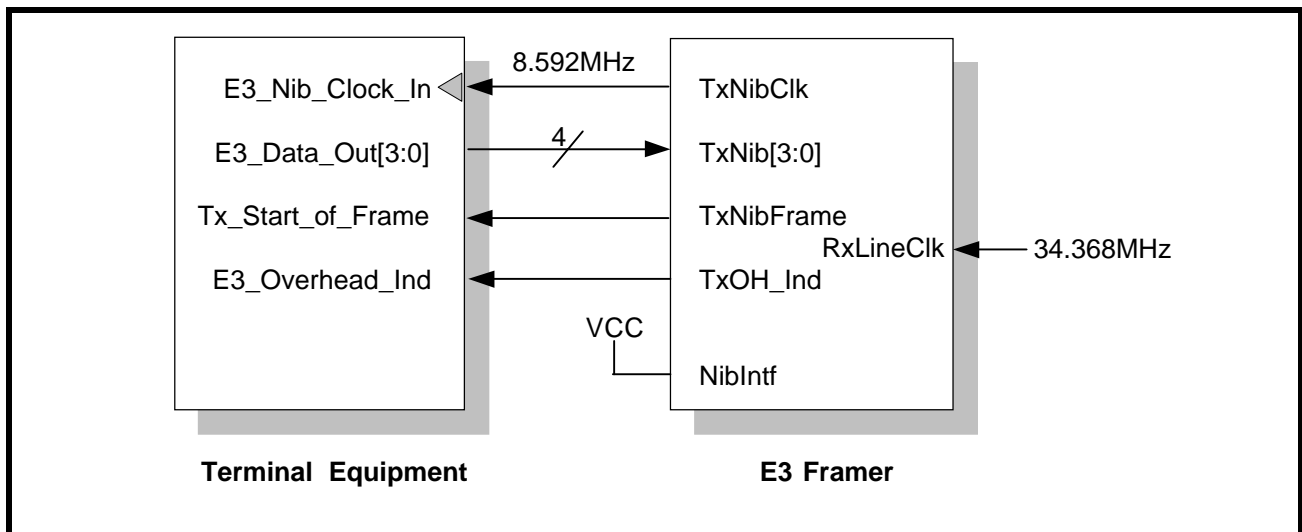 8.592MHz
E3_Nib_Clock_In
TxNibClk
4
E3_Data_Out[3:0]
TxNib[3:0]
Tx_Start_of_Frame
TxNibFrame
RxLineClk
34.368MHz
E3_Overhead_Ind
TxOH_Ind
VCC
NibIntf
Terminal Equipment
E3 Framer